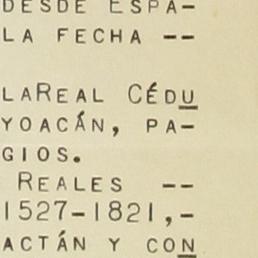 DESDE ESPA-
LA FECHA --
LAREAL CÉDU
YOACÁN, PA-
GIOS.
REALES --
1527-1821,-
ACTÁN Y CON